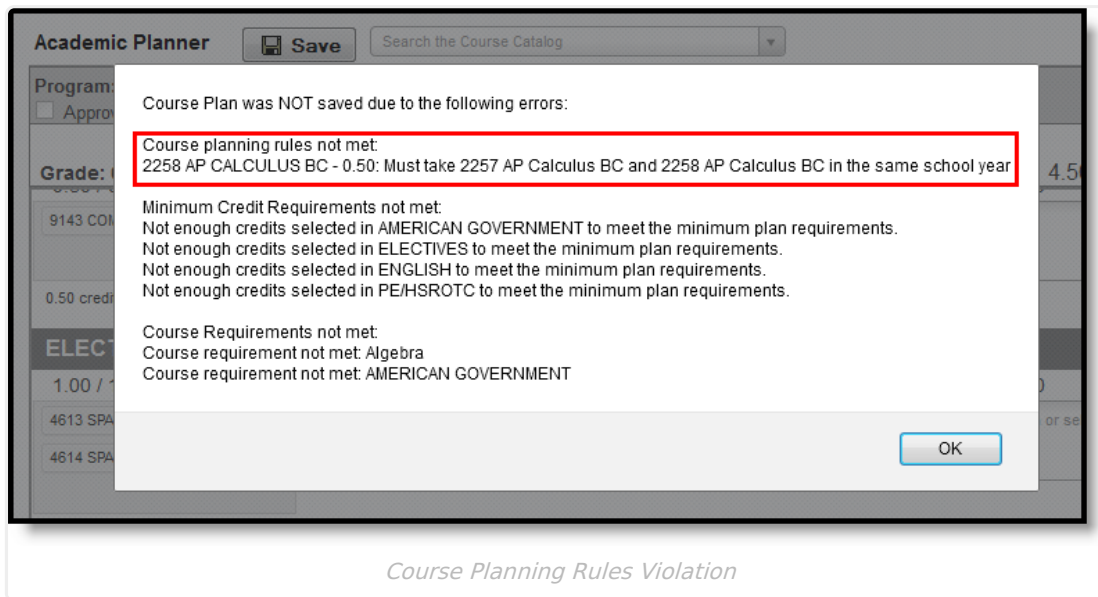 Academic Planner Save Search the Course Catalog
Program:
Approv
Course Plan was NOT saved due to the following errors:
Course planning rules not met:
2258 AP CALCULUS BC - 0.50: Must take 2257 AP Calculus BC and 2258 AP Calculus BC in the same school year
Grade: 4.50
Minimum Credit Requirements not met:
9143 COM
Not enough credits selected in AMERICAN GOVERNMENT to meet the minimum plan requirements.
Not enough credits selected in ELECTIVES to meet the minimum plan requirements.
Not enough credits selected in ENGLISH to meet the minimum plan requirements.
Not enough credits selected in PE/HSROTC to meet the minimum plan requirements.
0.50 credi
Course Requirements not met:
ELECT
Course requirement not met: Algebra
Course requirement not met: AMERICAN GOVERNMENT
1.00 / 1
4613 SPA or se
4614 SPA
OK
Course Planning Rules Violation